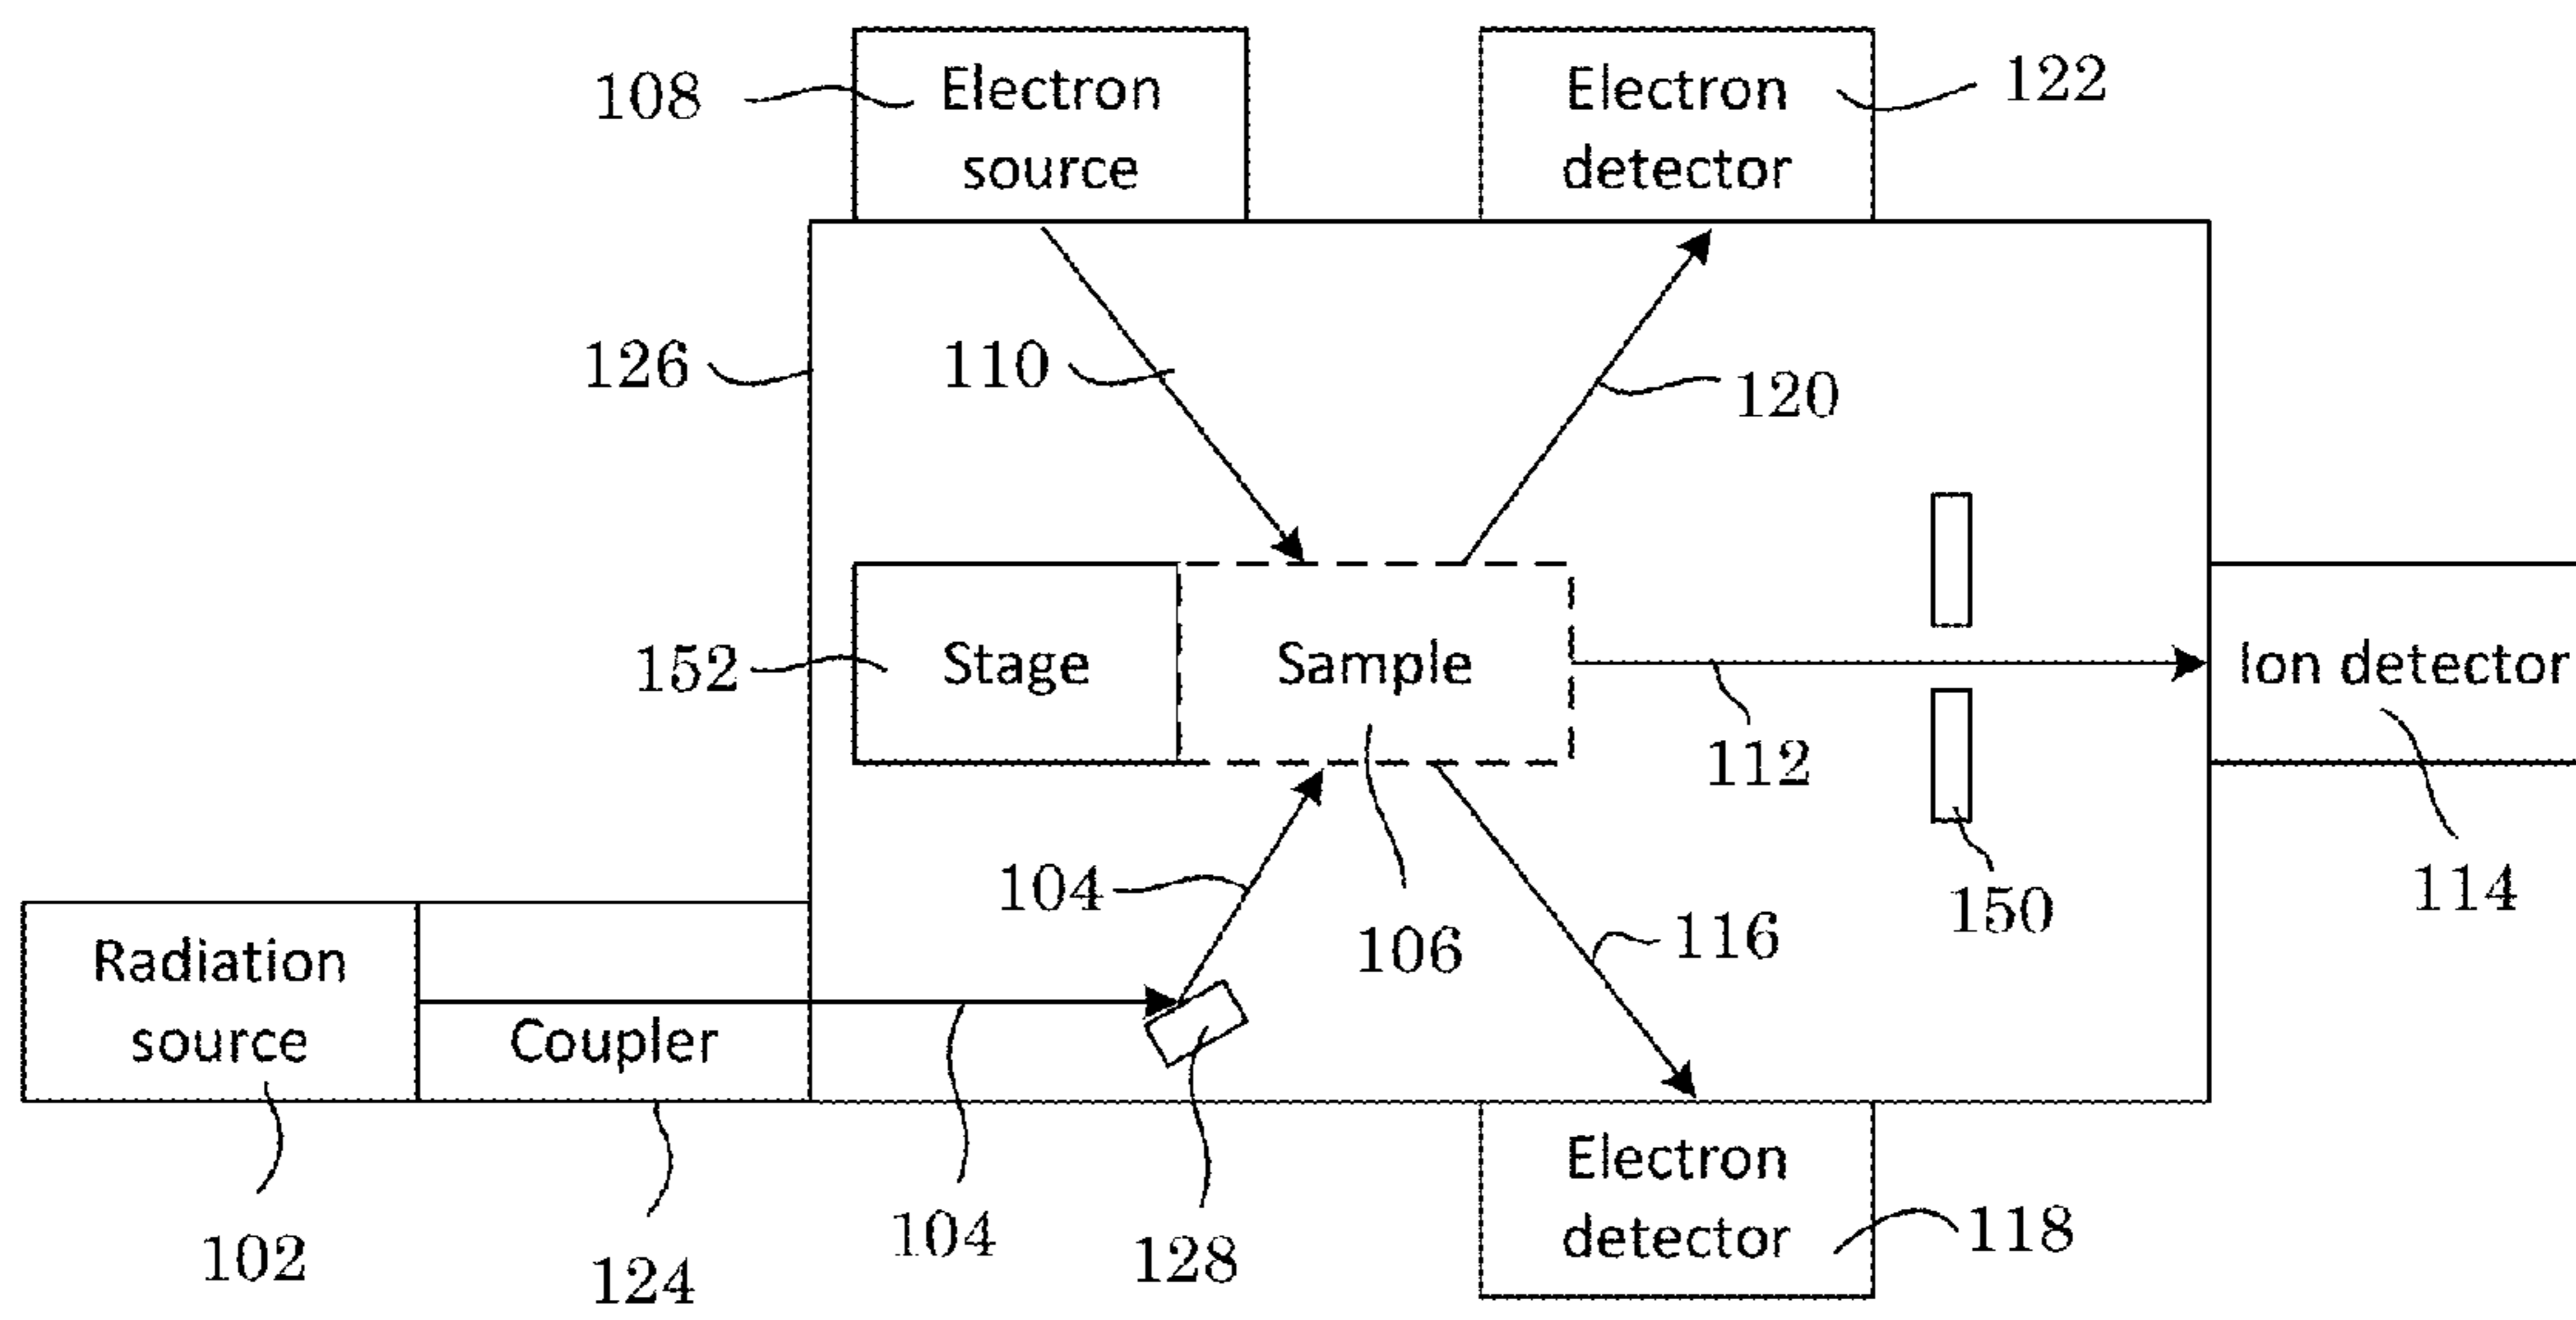 108
Electron
source
Electron
detector
122
126
110
120
152
Stage
Sample
112
Ion detector
114
104
150
106
116
Radiation
source
Coupler
102
124
104
128
Electron
detector
118